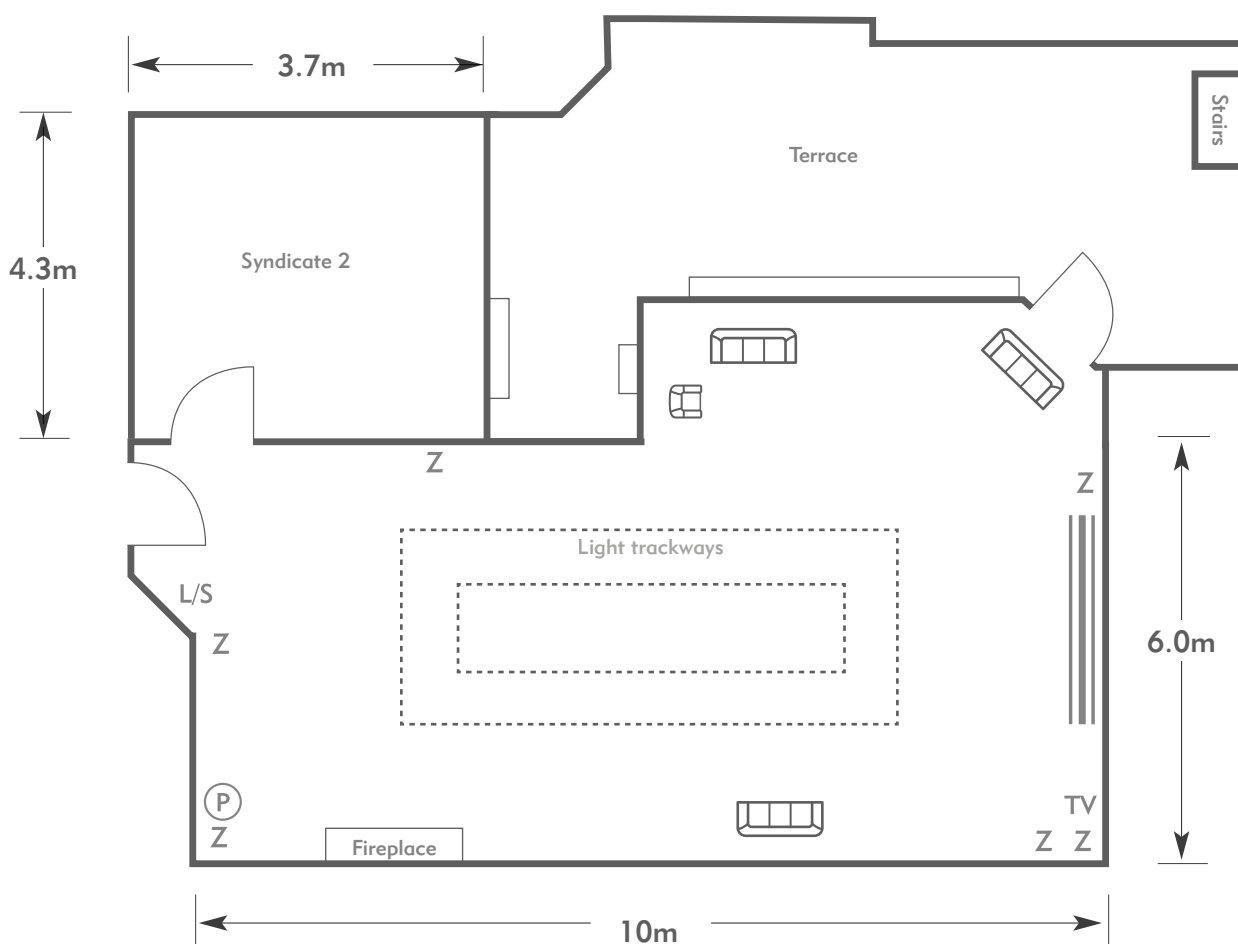 3.7m
Stairs
Terrace
4.3m
Syndicate 2
Z
Z
Light trackways
L/S
Z
6.0m
P
TV
Z
Z Z
Fireplace
10m